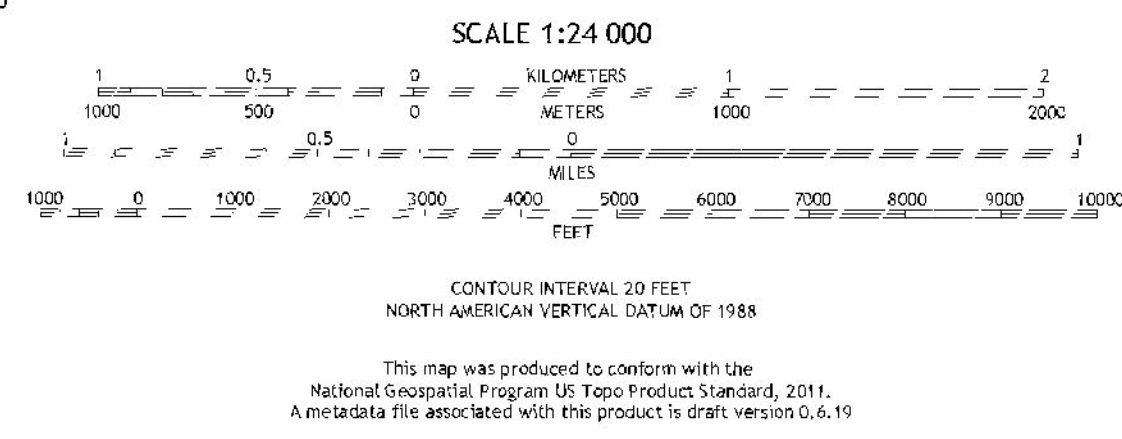 SCALE 1:24 000
1 0.5 0 KILOMETERS 1 2
1000 500 0 METERS 1000 2000
1 0.5 0 1
MILES
1000 0 1000 2000 3000 4000 5000 6000 7000 8000 9000 10000
FEET
CONTOUR INTERVAL 20 FEET
NORTH AMERICAN VERTICAL DATUM OF 1988
This map was produced to conform with the
National Geospatial Program US Topo Product Standard, 2011.
A metadata file associated with this product is draft version 0.6.19